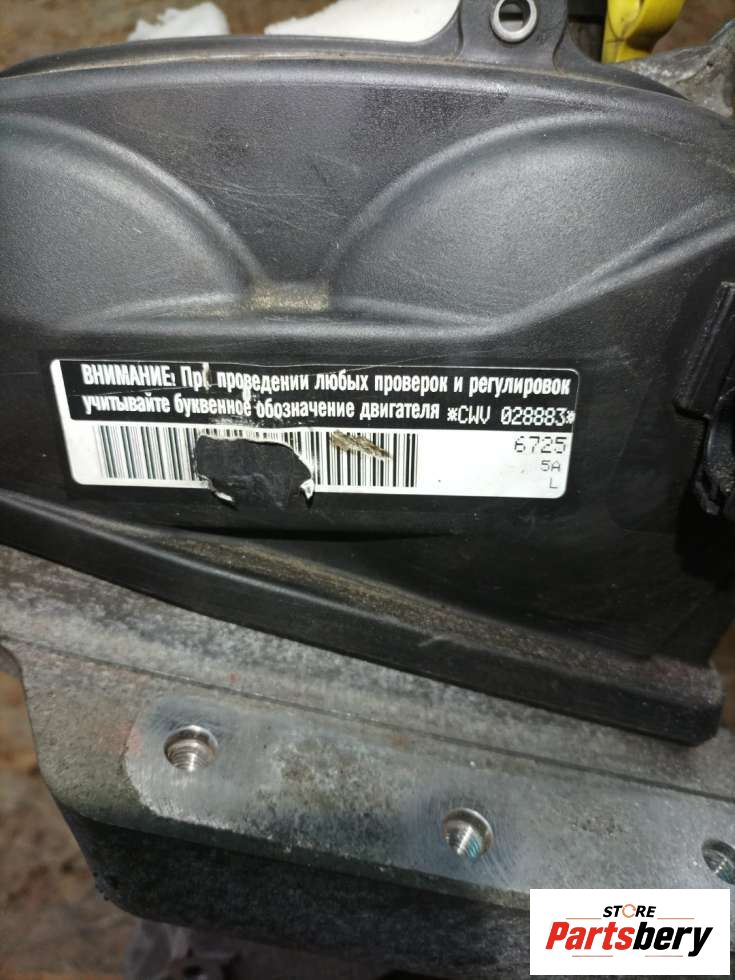 ВНИМАНИЕ: При проведении любых проверок и регулировок
учитывайте буквенное обозначение двигателя *CWV 028883*
6725
5A
L
STORE
Partsbery